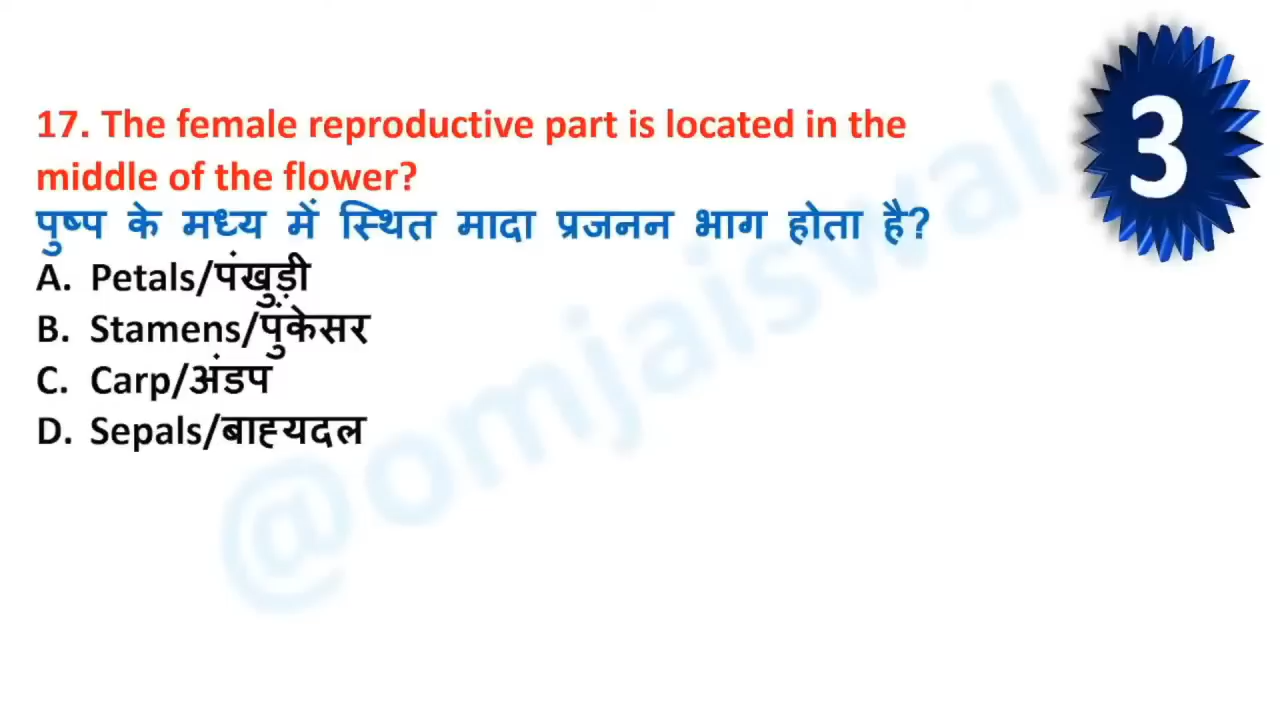 3
17. The female reproductive part is located in the
middle of the flower?
पुष्प के मध्य में स्थित मादा प्रजनन भाग होता है?
A. Petals/पंखुड़ी
B. Stamens/पुंकेसर
C. Carp/अंडप
D. Sepals/बाह्यदल
@omjaiswal